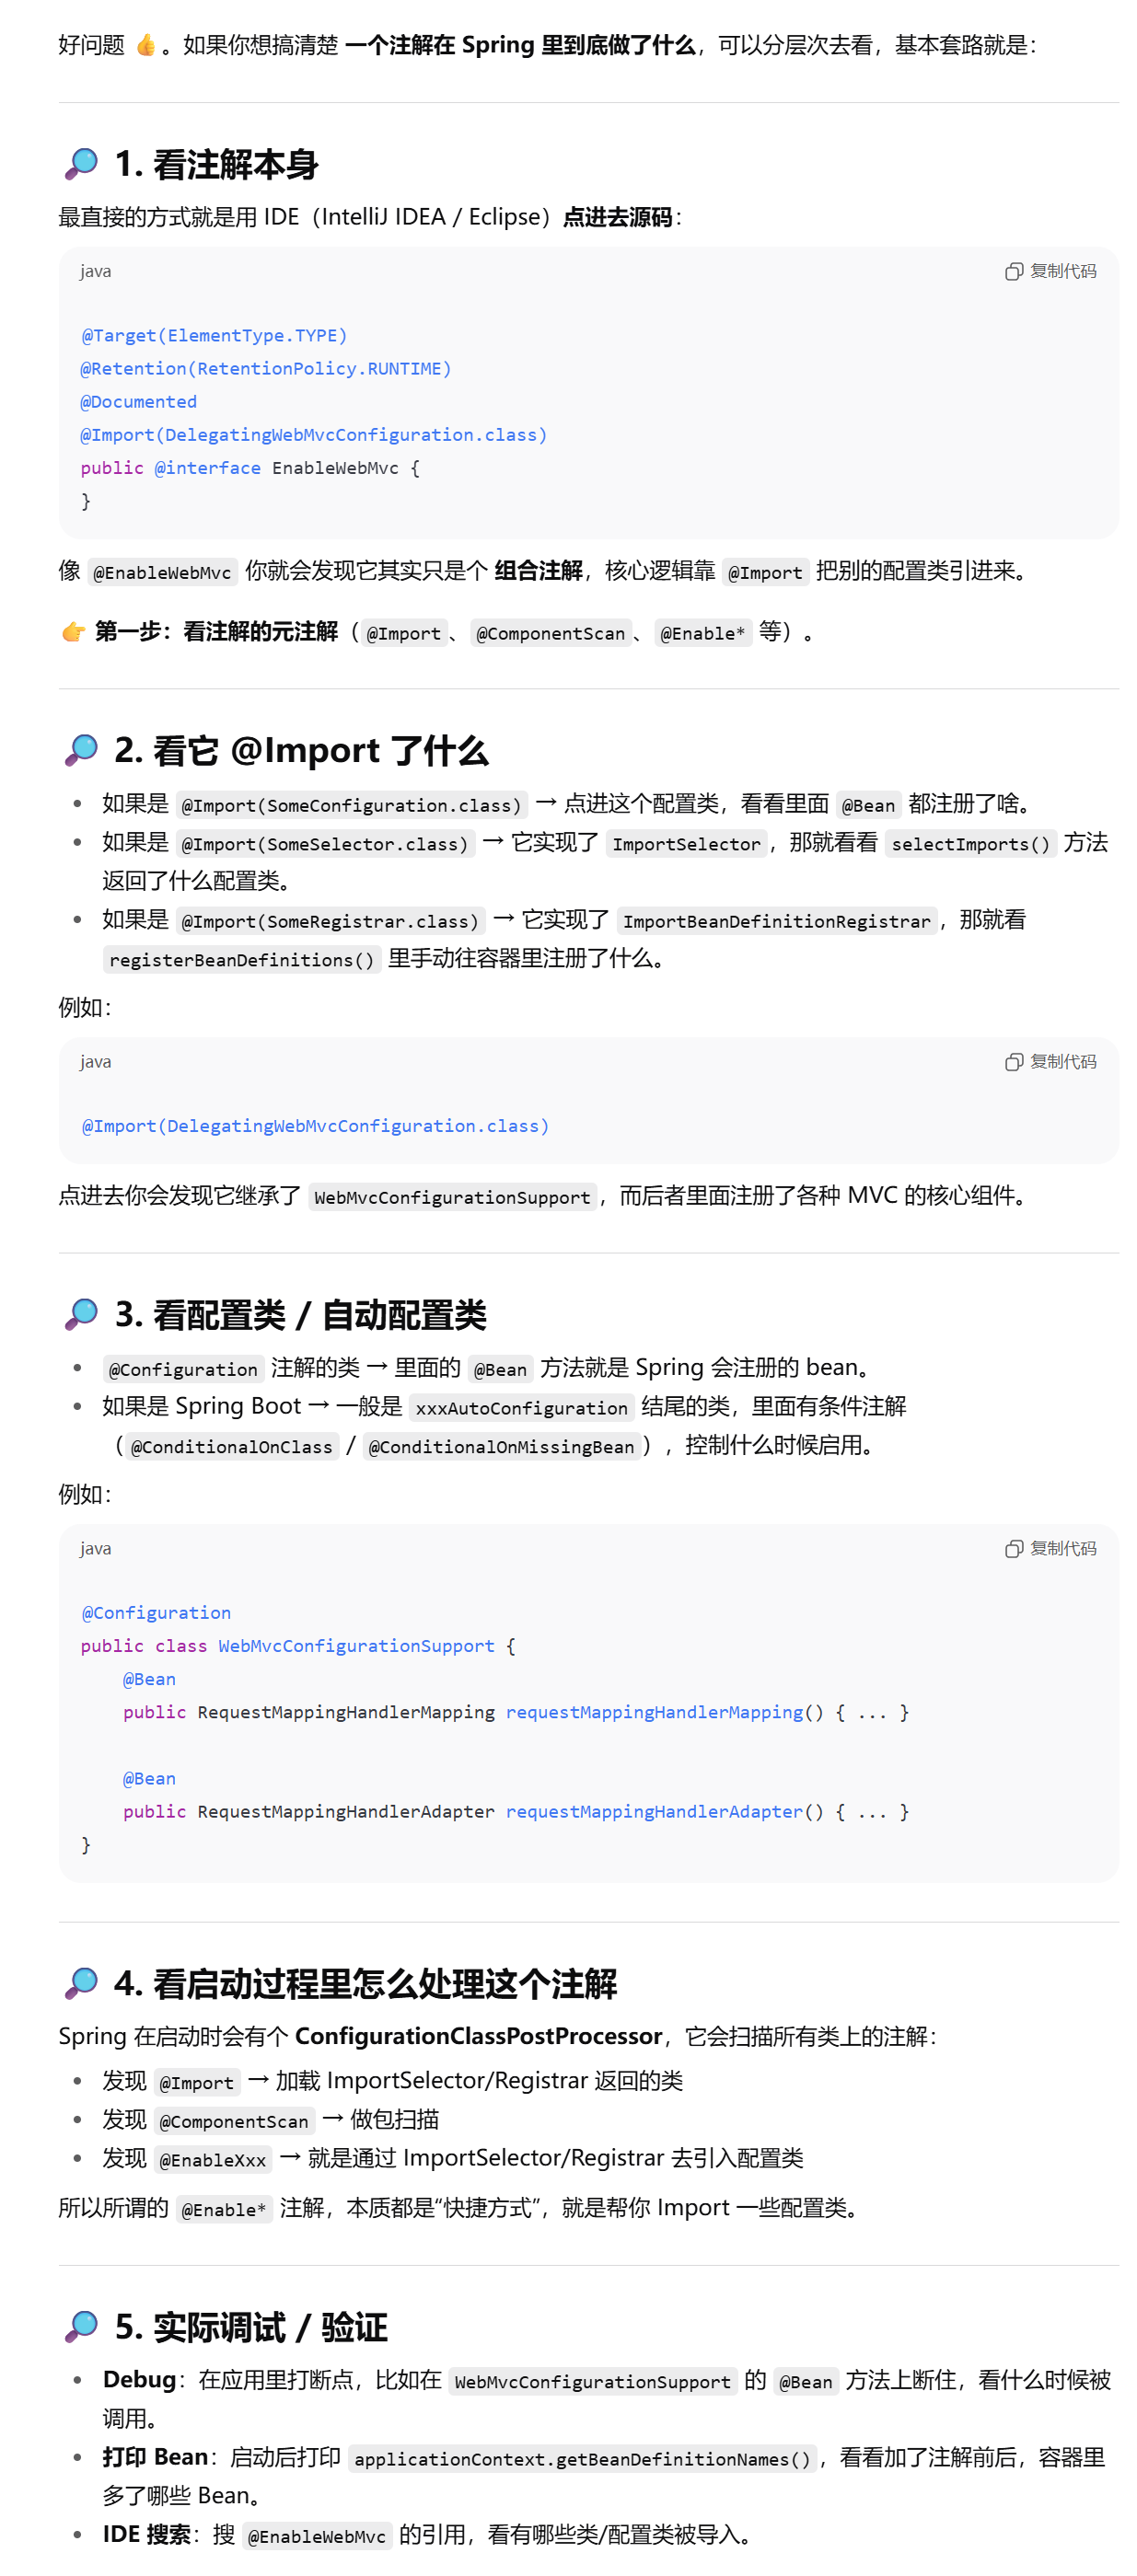 好问题 👍。如果你想搞清楚 一个注解在 Spring 里到底做了什么，可以分层次去看，基本套路就是：
🔎 1. 看注解本身
最直接的方式就是用 IDE（IntelliJ IDEA / Eclipse）点进去源码：
java
复制代码
@Target(ElementType.TYPE)
@Retention(RetentionPolicy.RUNTIME)
@Documented
@Import(DelegatingWebMvcConfiguration.class)
public @interface EnableWebMvc {
}
像 @EnableWebMvc 你就会发现它其实只是个 组合注解，核心逻辑靠 @Import 把别的配置类引进来。
👉 第一步：看注解的元注解（@Import、@ComponentScan、@Enable* 等）。
🔎 2. 看它 @Import 了什么
• 如果是 @Import(SomeConfiguration.class) → 点进这个配置类，看看里面 @Bean 都注册了啥。
• 如果是 @Import(SomeSelector.class) → 它实现了 ImportSelector，那就看看 selectImports() 方法
返回了什么配置类。
• 如果是 @Import(SomeRegistrar.class) → 它实现了 ImportBeanDefinitionRegistrar，那就看
registerBeanDefinitions() 里手动往容器里注册了什么。
例如：
java
复制代码
@Import(DelegatingWebMvcConfiguration.class)
点进去你会发现它继承了 WebMvcConfigurationSupport，而后者里面注册了各种 MVC 的核心组件。
🔎 3. 看配置类 / 自动配置类
• @Configuration 注解的类 → 里面的 @Bean 方法就是 Spring 会注册的 bean。
• 如果是 Spring Boot → 一般是 xxxAutoConfiguration 结尾的类，里面有条件注解
（@ConditionalOnClass / @ConditionalOnMissingBean），控制什么时候启用。
例如：
java
复制代码
@Configuration
public class WebMvcConfigurationSupport {
    @Bean
    public RequestMappingHandlerMapping requestMappingHandlerMapping() { ... }
    @Bean
    public RequestMappingHandlerAdapter requestMappingHandlerAdapter() { ... }
}
🔎 4. 看启动过程里怎么处理这个注解
Spring 在启动时会有个 ConfigurationClassPostProcessor，它会扫描所有类上的注解：
• 发现 @Import → 加载 ImportSelector/Registrar 返回的类
• 发现 @ComponentScan → 做包扫描
• 发现 @EnableXxx → 就是通过 ImportSelector/Registrar 去引入配置类
所以所谓的 @Enable* 注解，本质都是“快捷方式”，就是帮你 Import 一些配置类。
🔎 5. 实际调试 / 验证
• Debug：在应用里打断点，比如在 WebMvcConfigurationSupport 的 @Bean 方法上断住，看什么时候被
调用。
• 打印 Bean：启动后打印 applicationContext.getBeanDefinitionNames()，看看加了注解前后，容器里
多了哪些 Bean。
• IDE 搜索：搜 @EnableWebMvc 的引用，看有哪些类/配置类被导入。